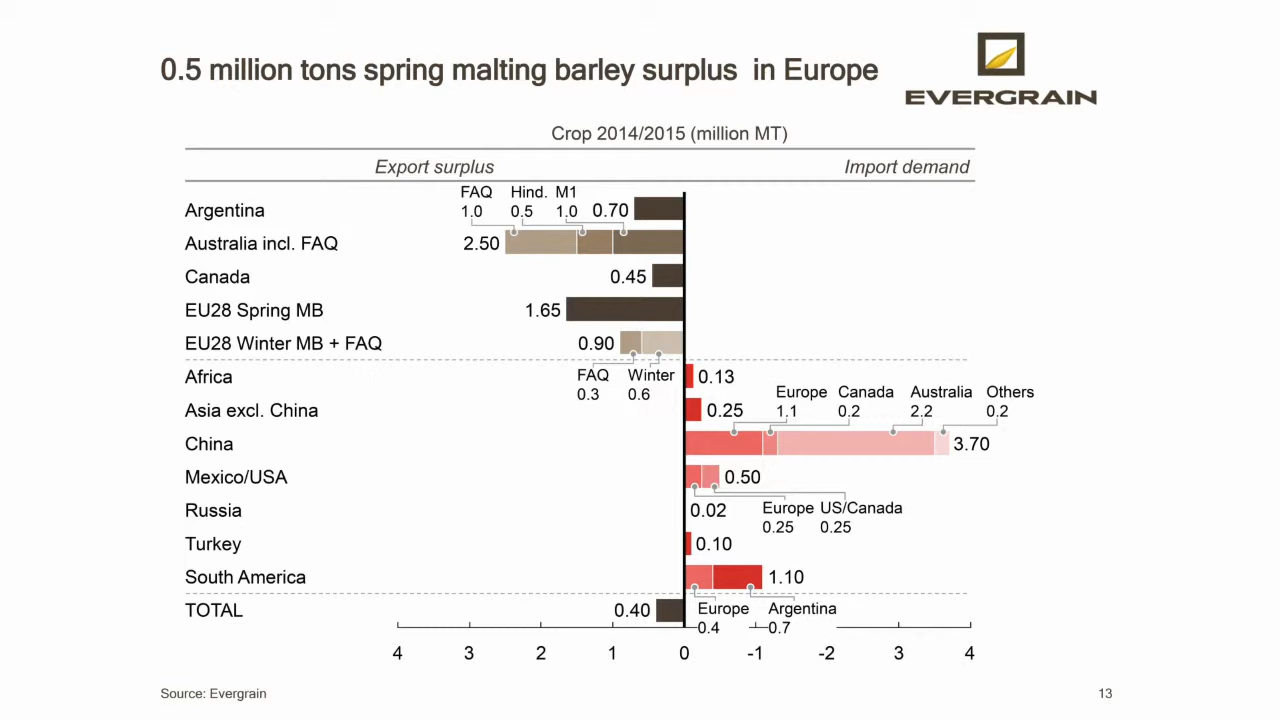 0.5 million tons spring malting barley surplus in Europe
EVERGRAIN
Crop 2014/2015 (million MT)
Export surplus
Import demand
FAQ Hind. M1
1.0 0.5 1.0
Argentina 0.70
Australia incl. FAQ 2.50
Canada 0.45
EU28 Spring MB 1.65
EU28 Winter MB + FAQ 0.90
FAQ Winter
0.3 0.6
Africa 0.13
Europe Canada Australia Others
1.1 0.2 2.2 0.2
Asia excl. China 0.25
China 3.70
Mexico/USA 0.50
Europe US/Canada
0.25 0.25
Russia 0.02
Turkey 0.10
South America 1.10
Europe Argentina
0.4 0.7
TOTAL 0.40
4 3 2 1 0 -1 -2 3 4
Source: Evergrain
13